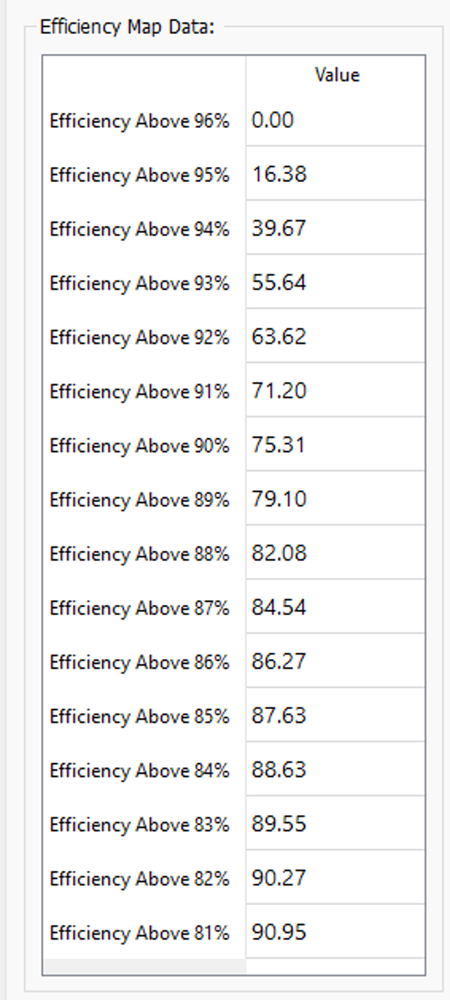 Efficiency Map Data:
Value
Efficiency Above 96% 0.00
Efficiency Above 95% 16.38
Efficiency Above 94% 39.67
Efficiency Above 93% 55.64
Efficiency Above 92% 63.62
Efficiency Above 91% 71.20
Efficiency Above 90% 75.31
Efficiency Above 89% 79.10
Efficiency Above 88% 82.08
Efficiency Above 87% 84.54
Efficiency Above 86% 86.27
Efficiency Above 85% 87.63
Efficiency Above 84% 88.63
Efficiency Above 83% 89.55
Efficiency Above 82% 90.27
Efficiency Above 81% 90.95